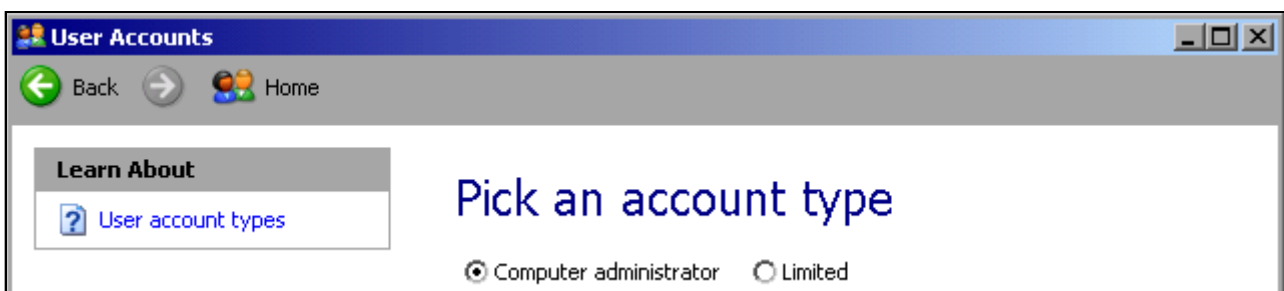 User Accounts
Back Home
Learn About
User account types
Pick an account type
Computer administrator Limited